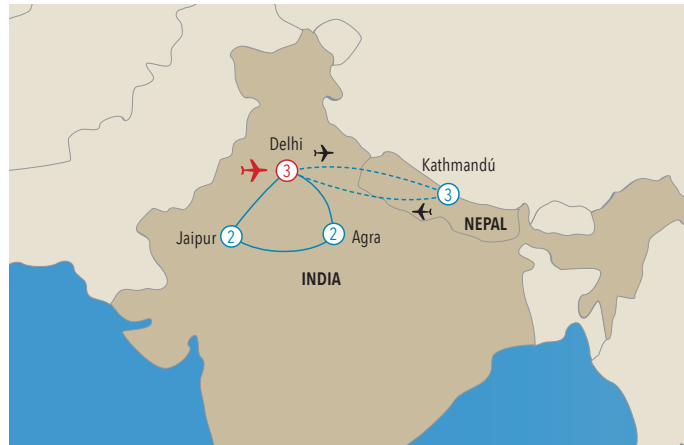 Delhi
3
Kathmandú
3
NEPAL
Jaipur
2
2
Agra
INDIA